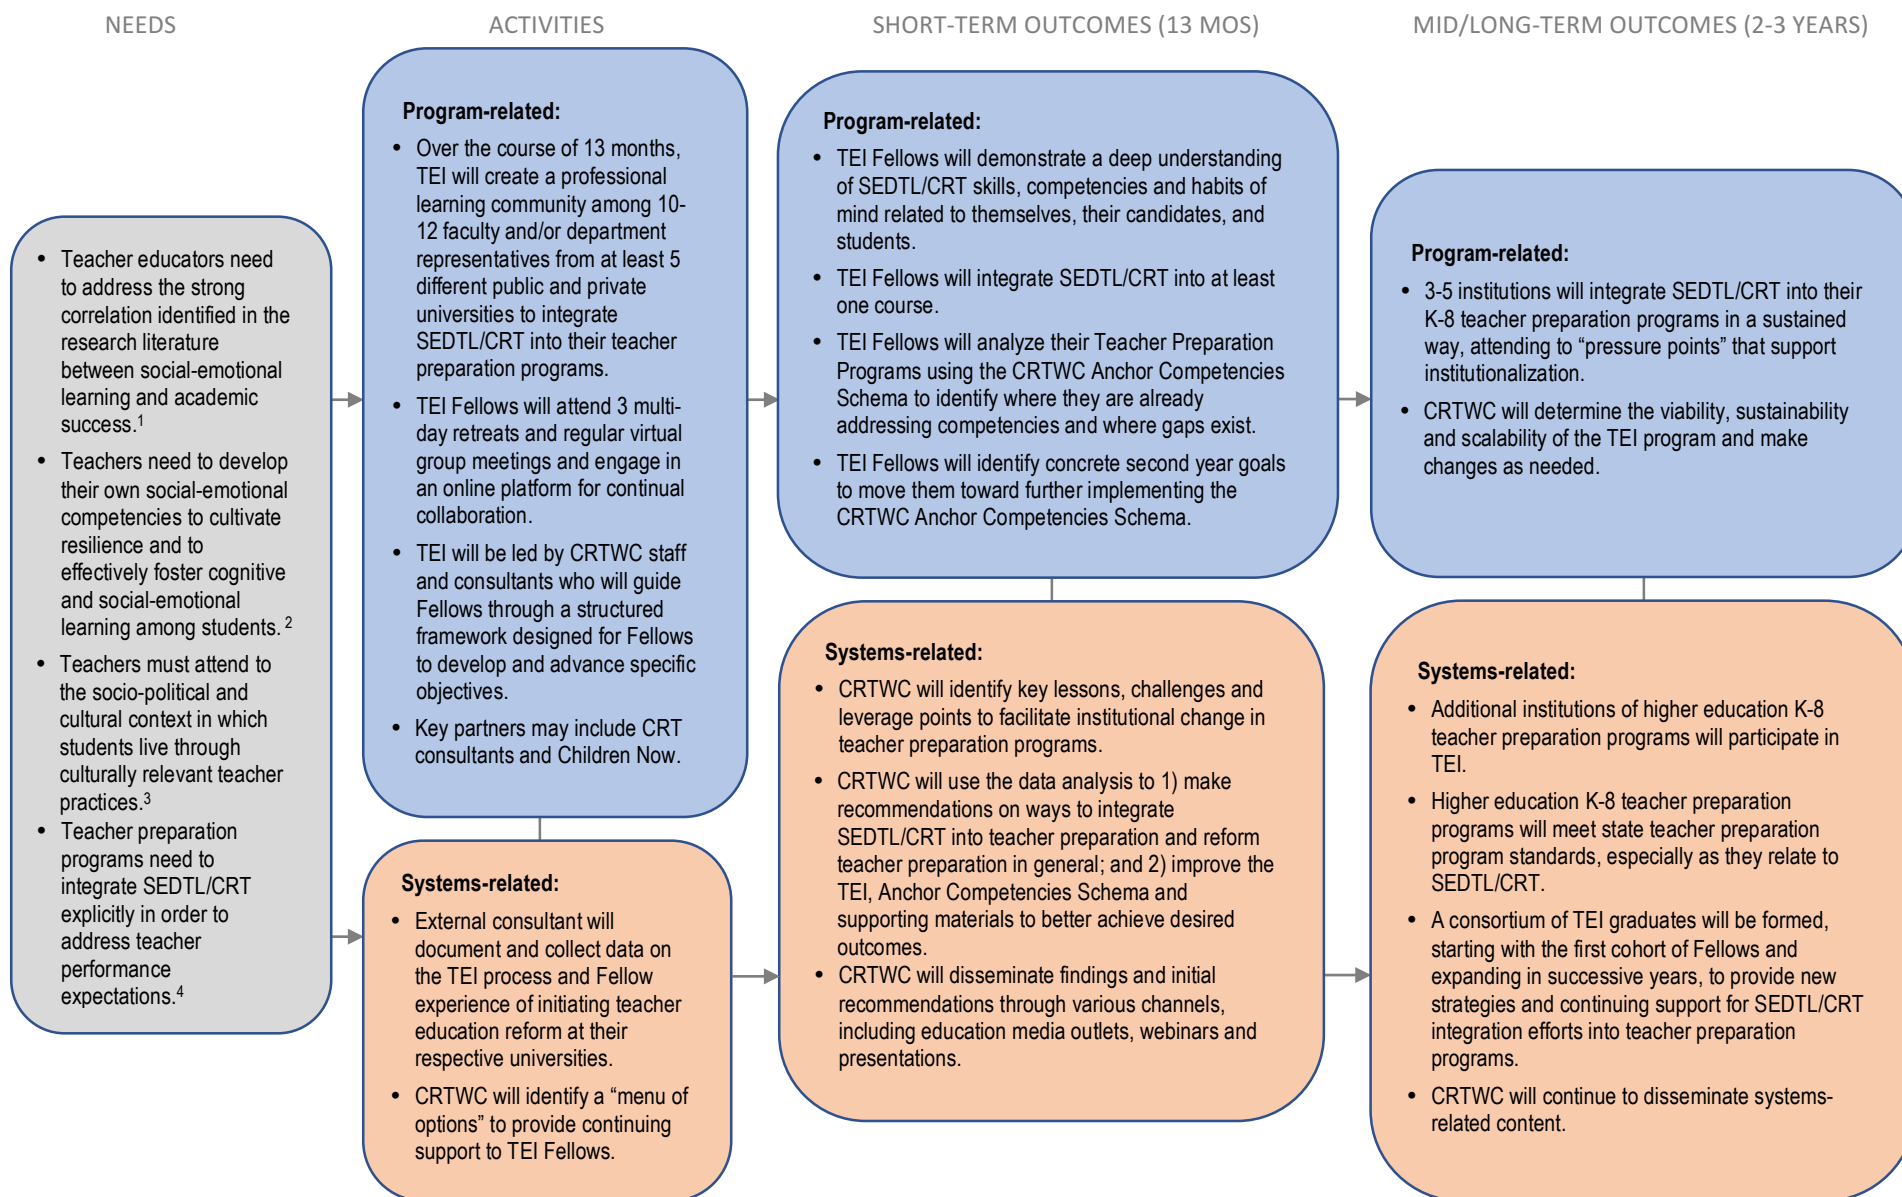 NEEDS
ACTIVITIES
SHORT-TERM OUTCOMES (13 MOS)
MID/LONG-TERM OUTCOMES (2-3 YEARS)
• Teacher educators need
to address the strong
correlation identified in the
research literature
between social-emotional
learning and academic
success.1
• Teachers need to develop
their own social-emotional
competencies to cultivate
resilience and to
effectively foster cognitive
and social-emotional
learning among students. 2
• Teachers must attend to
the socio-political and
cultural context in which
students live through
culturally relevant teacher
practices.3
• Teacher preparation
programs need to
integrate SEDTL/CRT
explicitly in order to
address teacher
performance
expectations.4
Program-related:
• Over the course of 13 months,
TEI will create a professional
learning community among 10-
12 faculty and/or department
representatives from at least 5
different public and private
universities to integrate
SEDTL/CRT into their teacher
preparation programs.
• TEI Fellows will attend 3 multi-
day retreats and regular virtual
group meetings and engage in
an online platform for continual
collaboration.
• TEI will be led by CRTWC staff
and consultants who will guide
Fellows through a structured
framework designed for Fellows
to develop and advance specific
objectives.
• Key partners may include CRT
consultants and Children Now.
Systems-related:
• External consultant will
document and collect data on
the TEI process and Fellow
experience of initiating teacher
education reform at their
respective universities.
• CRTWC will identify a “menu of
options” to provide continuing
support to TEI Fellows.
Program-related:
• TEI Fellows will demonstrate a deep understanding
of SEDTL/CRT skills, competencies and habits of
mind related to themselves, their candidates, and
students.
• TEI Fellows will integrate SEDTL/CRT into at least
one course.
• TEI Fellows will analyze their Teacher Preparation
Programs using the CRTWC Anchor Competencies
Schema to identify where they are already
addressing competencies and where gaps exist.
• TEI Fellows will identify concrete second year goals
to move them toward further implementing the
CRTWC Anchor Competencies Schema.
Systems-related:
• CRTWC will identify key lessons, challenges and
leverage points to facilitate institutional change in
teacher preparation programs.
• CRTWC will use the data analysis to 1) make
recommendations on ways to integrate
SEDTL/CRT into teacher preparation and reform
teacher preparation in general; and 2) improve the
TEI, Anchor Competencies Schema and
supporting materials to better achieve desired
outcomes.
• CRTWC will disseminate findings and initial
recommendations through various channels,
including education media outlets, webinars and
presentations.
Program-related:
• 3-5 institutions will integrate SEDTL/CRT into their
K-8 teacher preparation programs in a sustained
way, attending to “pressure points” that support
institutionalization.
• CRTWC will determine the viability, sustainability
and scalability of the TEI program and make
changes as needed.
Systems-related:
• Additional institutions of higher education K-8
teacher preparation programs will participate in
TEI.
• Higher education K-8 teacher preparation
programs will meet state teacher preparation
program standards, especially as they relate to
SEDTL/CRT.
• A consortium of TEI graduates will be formed,
starting with the first cohort of Fellows and
expanding in successive years, to provide new
strategies and continuing support for SEDTL/CRT
integration efforts into teacher preparation
programs.
• CRTWC will continue to disseminate systems-
related content.